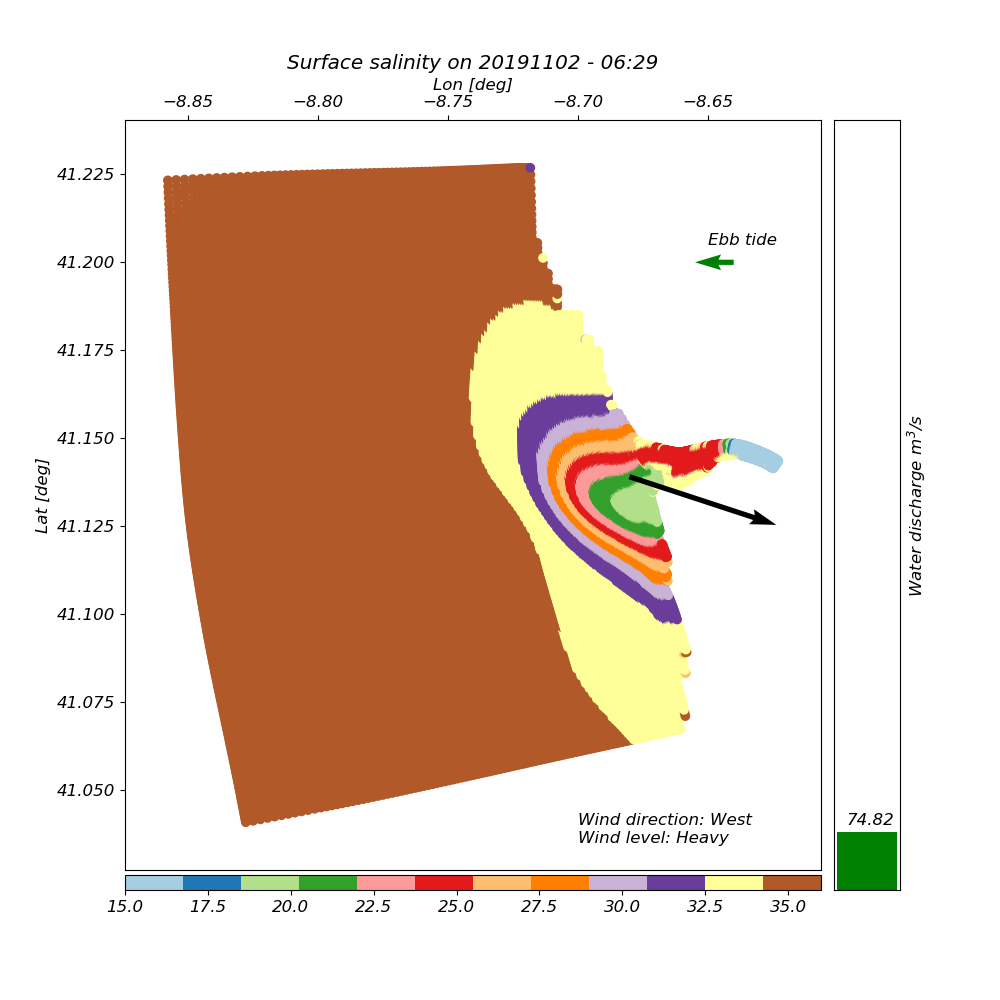 Surface salinity on 20191102 - 06:29
Lon [deg]
−8.85 −8.80 −8.75 −8.70 −8.65
41.225
41.200
41.175
41.150
41.125
41.100
41.075
41.050
Lat [deg]
Ebb tide
Wind direction: West
Wind level: Heavy
15.0 17.5 20.0 22.5 25.0 27.5 30.0 32.5 35.0
74.82
Water discharge m³/s